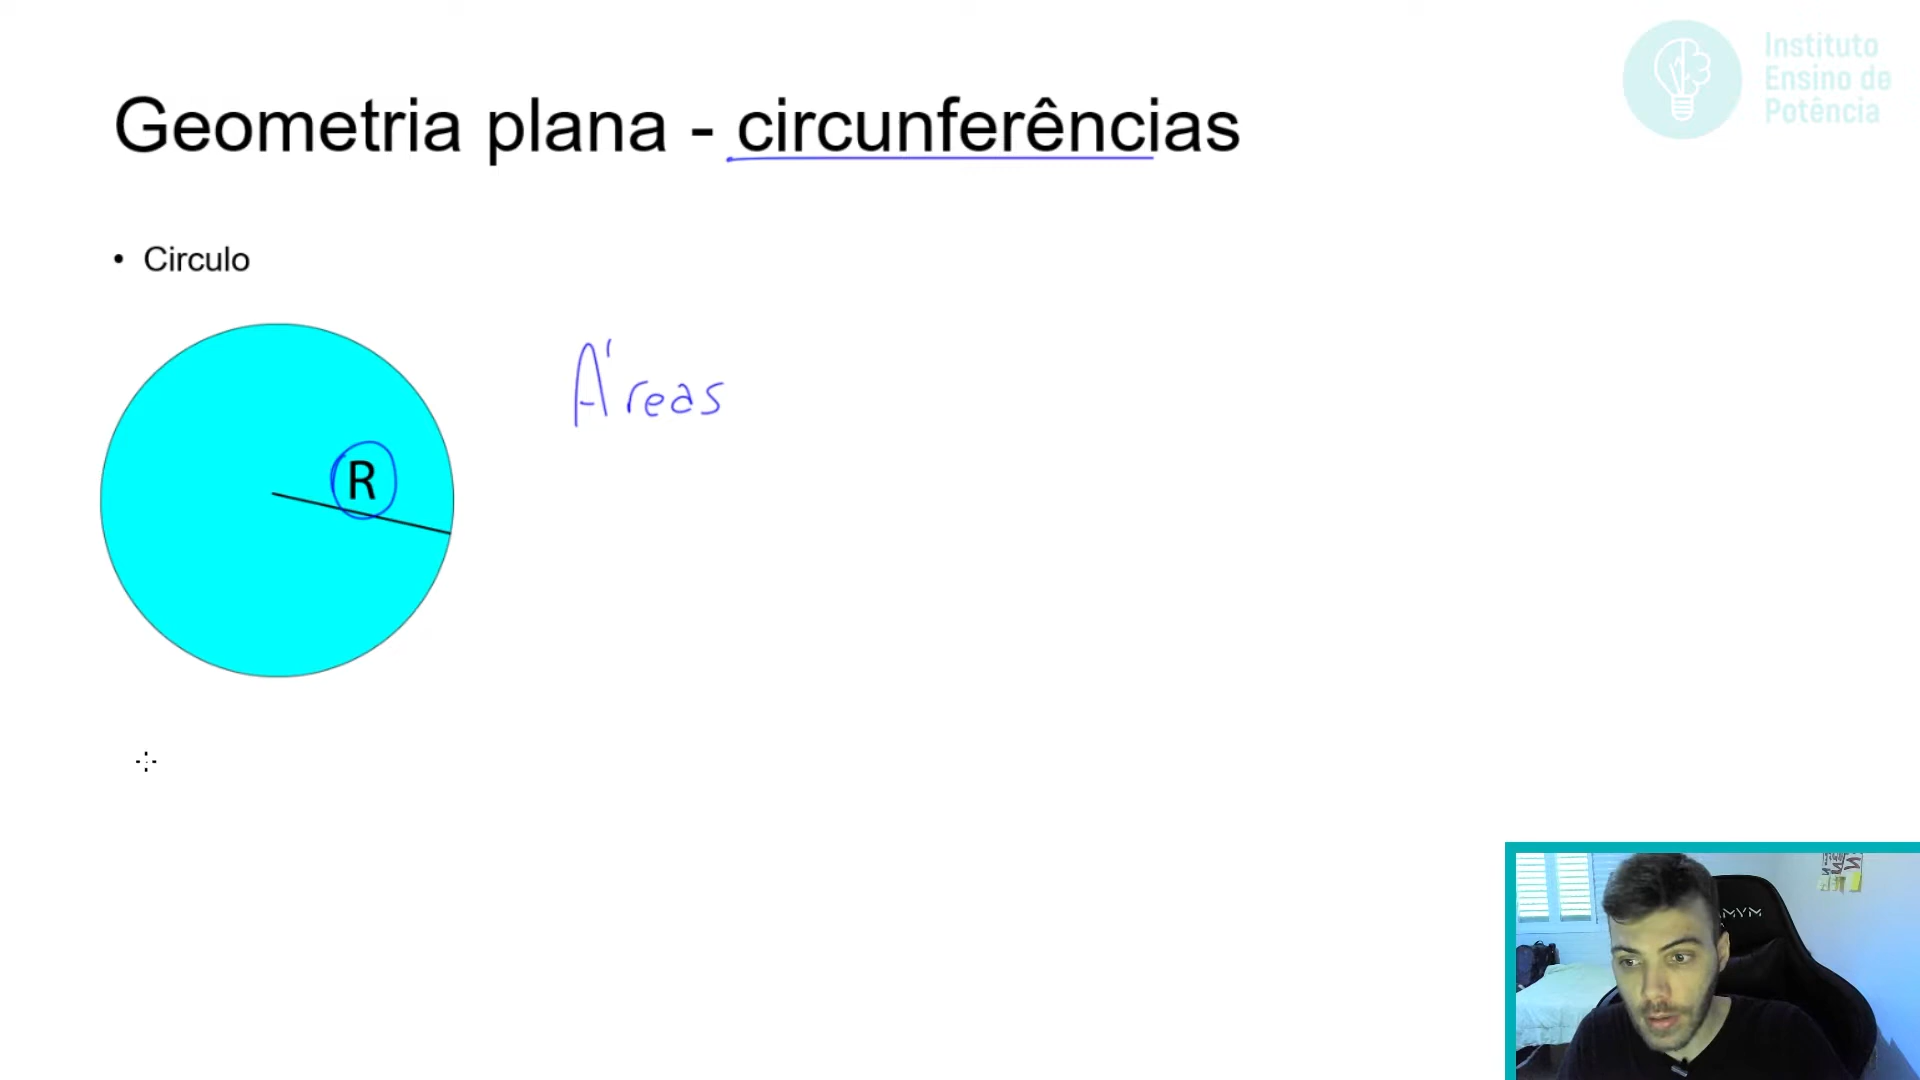 Instituto
Ensino de
Potência
Geometria plana - circunferências
• Circulo
Áreas
R